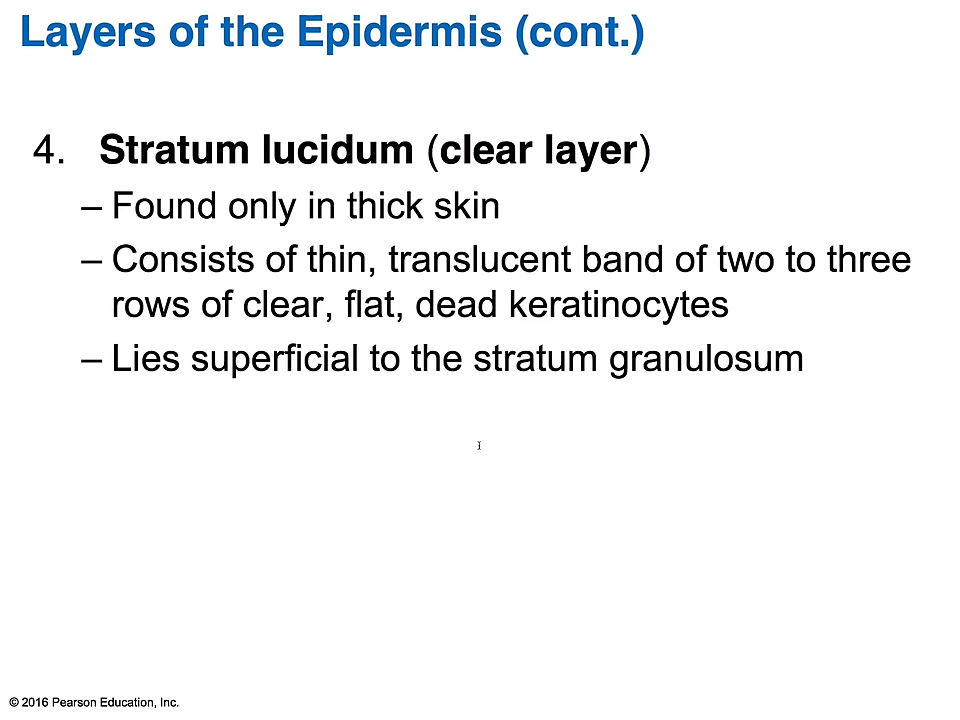 Layers of the Epidermis (cont.)
4. Stratum lucidum (clear layer)
– Found only in thick skin
– Consists of thin, translucent band of two to three
rows of clear, flat, dead keratinocytes
– Lies superficial to the stratum granulosum
© 2016 Pearson Education, Inc.